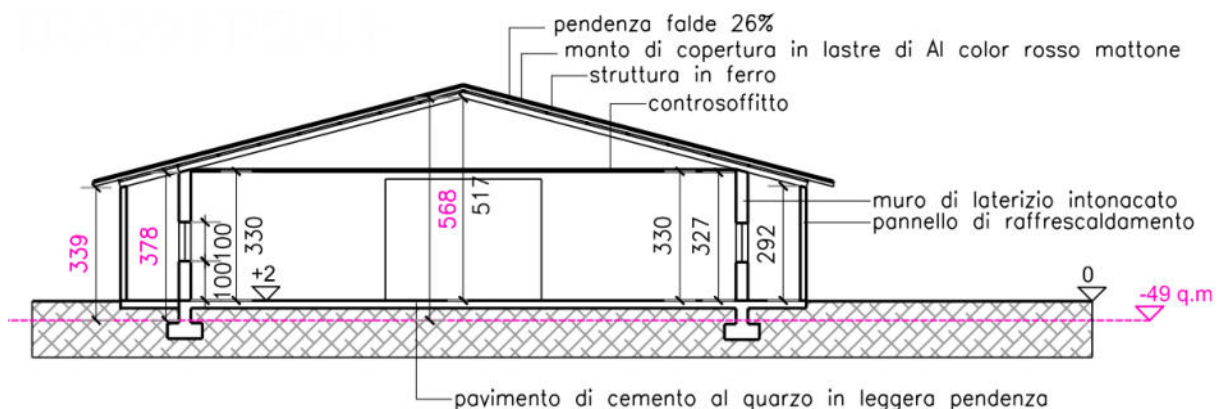 pendenza falde 26%
manto di copertura in lastre di Al color rosso mattone
struttura in ferro
controsoffitto
muro di laterizio intonacato
pannello di raffrescaldamento
339
378
100
100
330
+2
568
517
330
327
292
0
-49 q.m
pavimento di cemento al quarzo in leggera pendenza